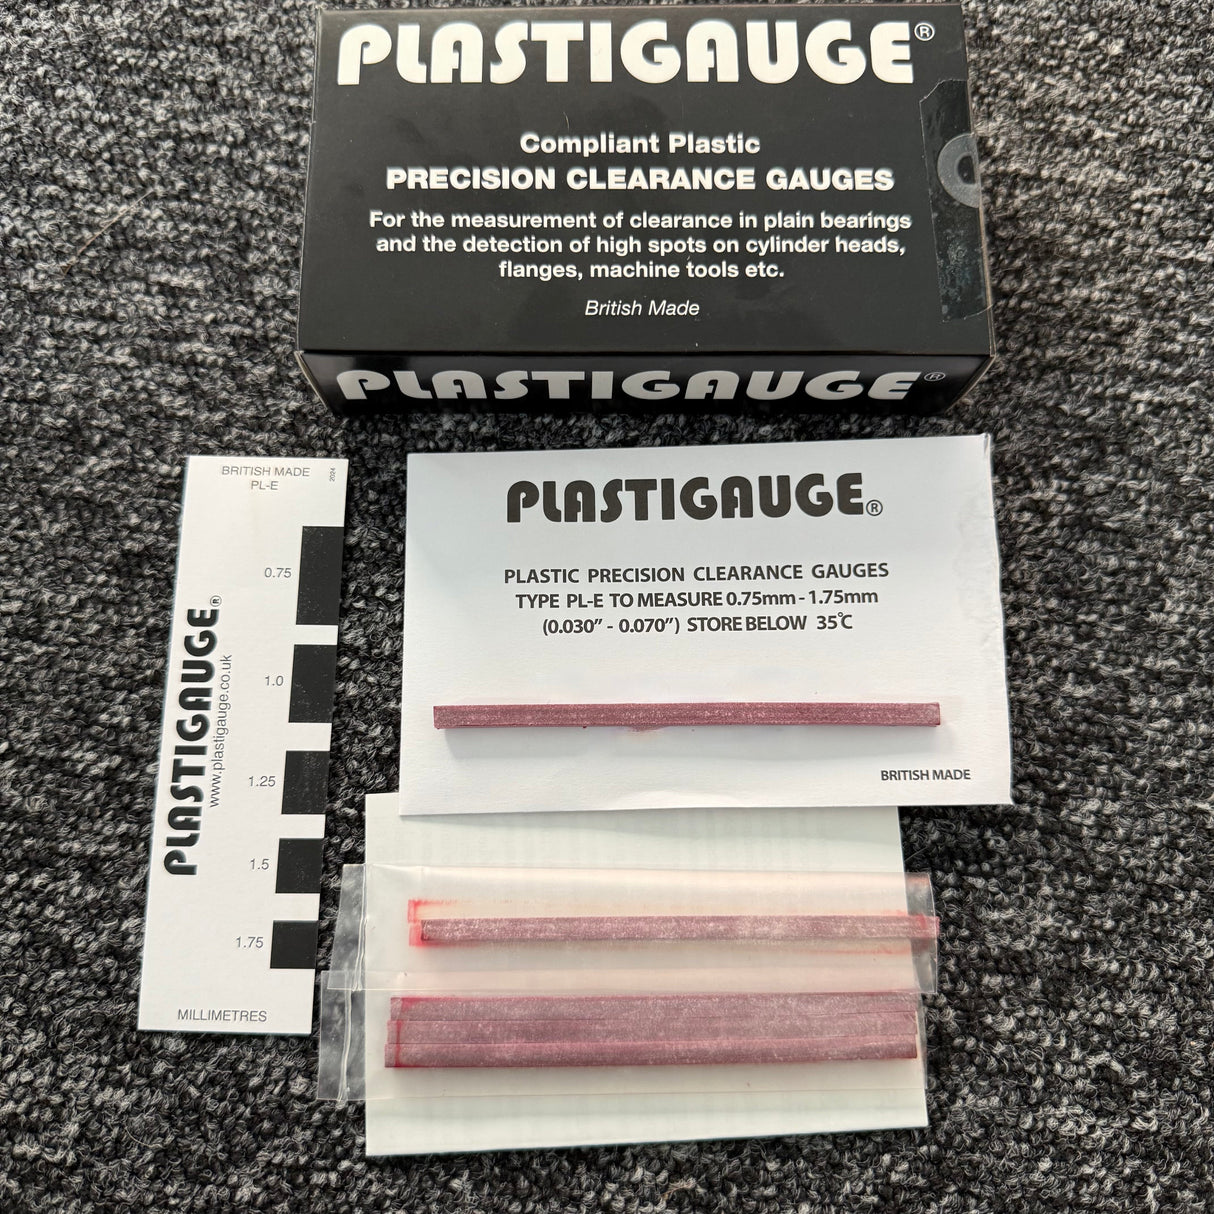 PLASTIGAUGE®
Compliant Plastic
PRECISION CLEARANCE GAUGES
For the measurement of clearance in plain bearings
and the detection of high spots on cylinder heads,
flanges, machine tools etc.
British Made
PLASTIGAUGE®
BRITISH MADE
PL-E
2024
0.75
1.0
1.25
1.5
1.75
MILLIMETRES
PLASTIGAUGE®
www.plastigauge.co.uk
PLASTIGAUGE®
PLASTIC PRECISION CLEARANCE GAUGES
TYPE PL-E TO MEASURE 0.75mm - 1.75mm
(0.030” - 0.070”) STORE BELOW 35°C
BRITISH MADE